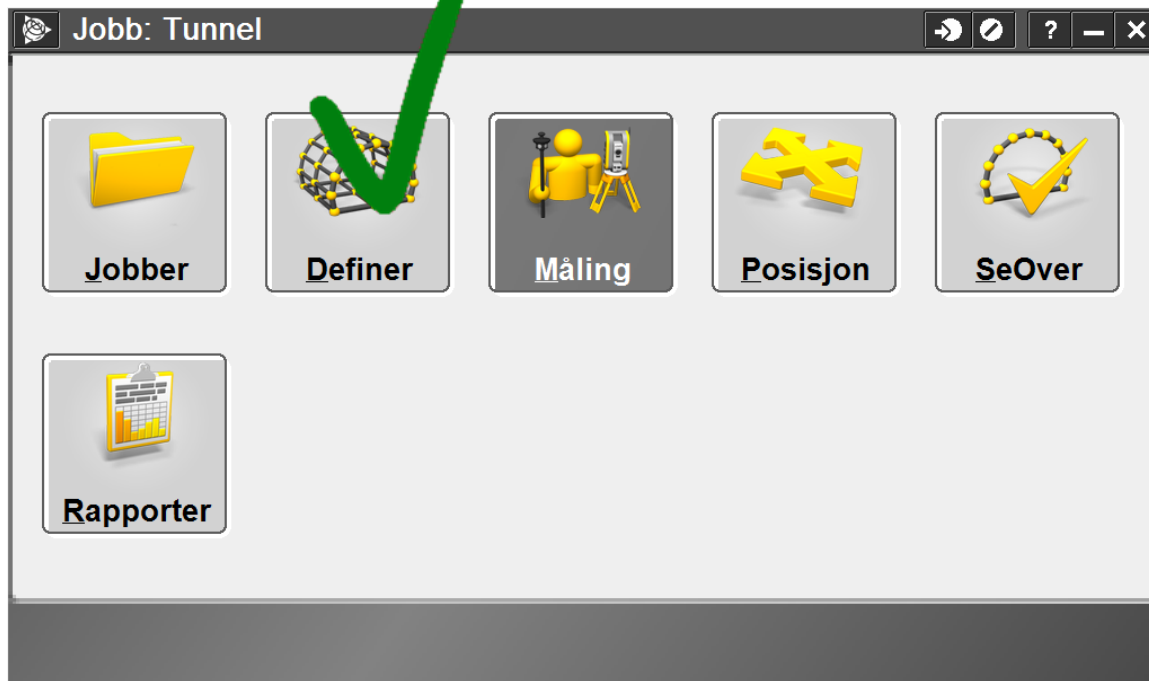 Jobb: Tunnel
?
Jobber
Definer
Måling
Posisjon
SeOver
Rapporter